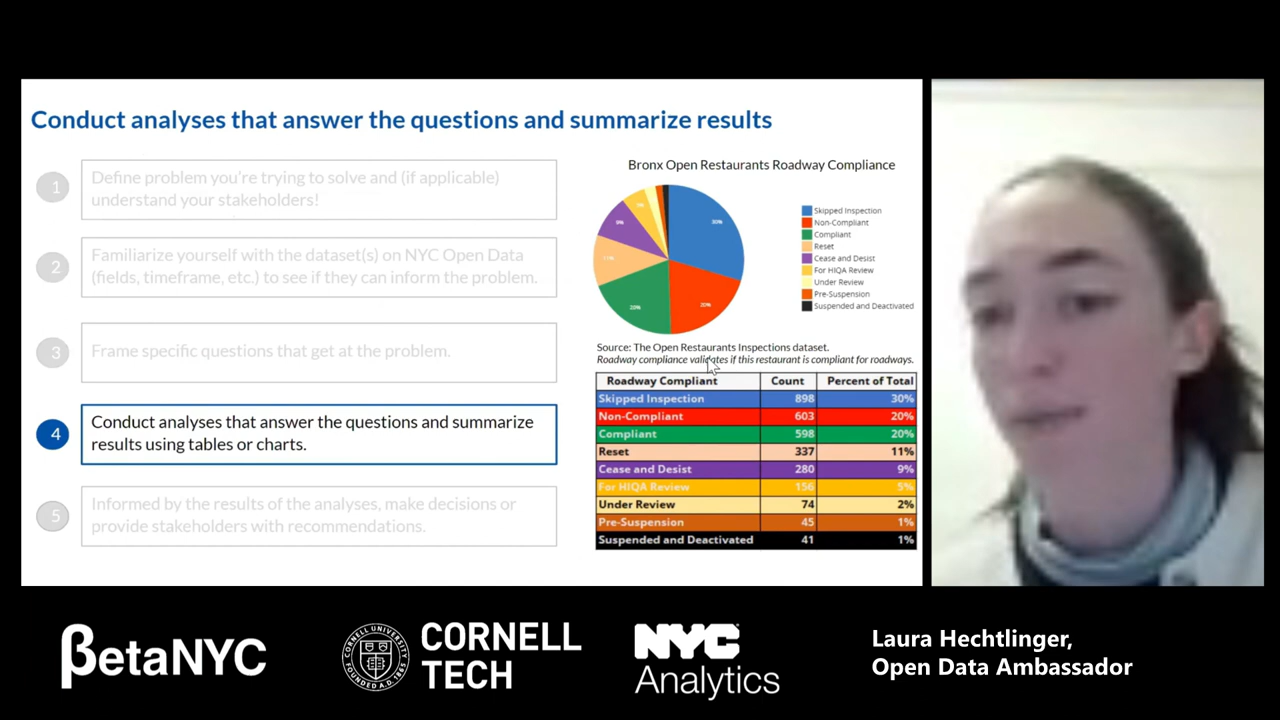 Conduct analyses that answer the questions and summarize results
1
Define problem you're trying to solve and (if applicable)
understand your stakeholders!
2
Familiarize yourself with the dataset(s) on NYC Open Data
(fields, timeframe, etc.) to see if they can inform the problem.
3
Frame specific questions that get at the problem.
4
Conduct analyses that answer the questions and summarize
results using tables or charts.
5
Informed by the results of the analyses, make decisions or
provide stakeholders with recommendations.
Bronx Open Restaurants Roadway Compliance
30%
20%
20%
11%
9%
5%
Skipped Inspection
Non-Compliant
Compliant
Reset
Cease and Desist
For HIQA Review
Under Review
Pre-Suspension
Suspended and Deactivated
Source: The Open Restaurants Inspections dataset.
Roadway compliance validates if this restaurant is compliant for roadways.
Roadway Compliant Count Percent of Total
Skipped Inspection 898 30%
Non-Compliant 603 20%
Compliant 598 20%
Reset 337 11%
Cease and Desist 280 9%
For HIQA Review 156 5%
Under Review 74 2%
Pre-Suspension 45 1%
Suspended and Deactivated 41 1%
βetaNYC
CORNELL
TECH
NYC
Analytics
Laura Hechtlinger,
Open Data Ambassador